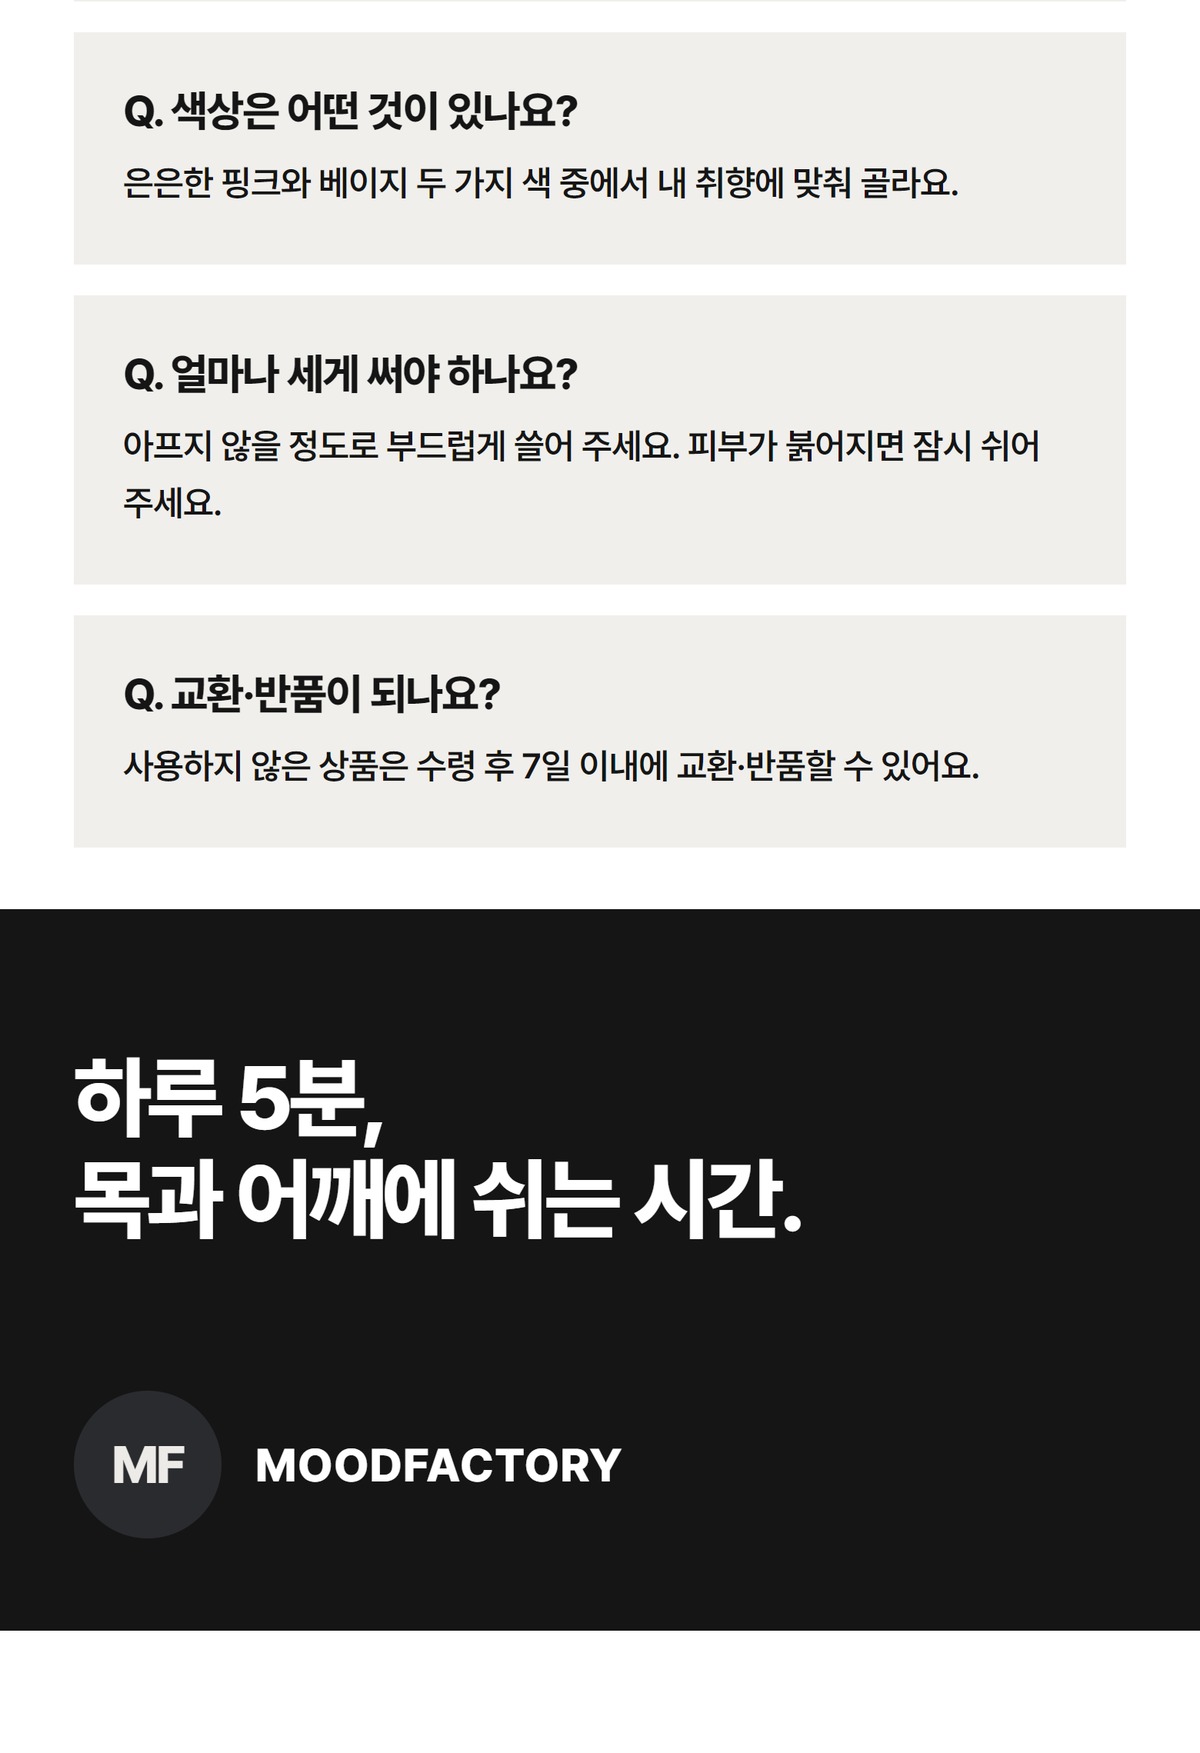 Q. 색상은 어떤 것이 있나요?
은은한 핑크와 베이지 두 가지 색 중에서 내 취향에 맞춰 골라요.
Q. 얼마나 세게 써야 하나요?
아프지 않을 정도로 부드럽게 쓸어 주세요. 피부가 붉어지면 잠시 쉬어
주세요.
Q. 교환·반품이 되나요?
사용하지 않은 상품은 수령 후 7일 이내에 교환·반품할 수 있어요.
하루 5분,
목과 어깨에 쉬는 시간.
MF
MOODFACTORY